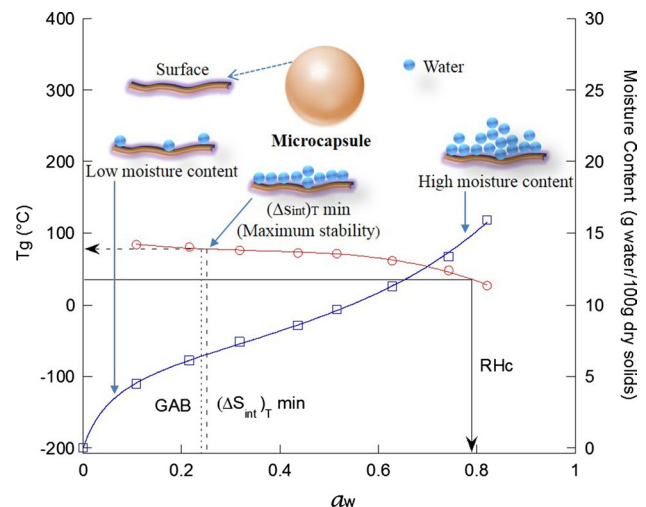 400
300
200
100
0
-100
-200
Tg (°C)
30
25
20
15
10
5
0
Moisture Content (g water/100g dry solids)
0
0.2
0.4
0.6
0.8
1
aw
Surface
Water
Microcapsule
Low moisture content
(ΔSint)T min
(Maximum stability)
High moisture content
GAB
(ΔSint)T min
RHc